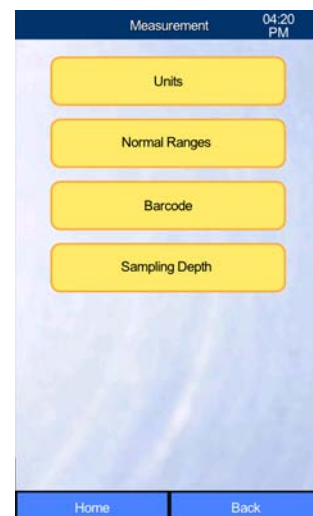 Measurement
04:20
PM
Units
Normal Ranges
Barcode
Sampling Depth
Home
Back